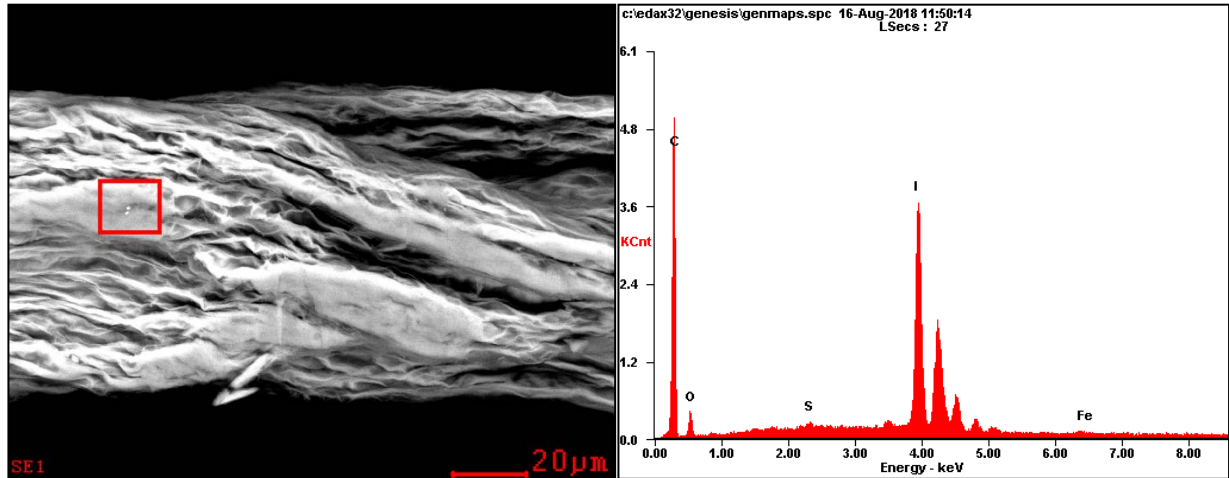 SE1
20µm
c:\edax32\genesis\genmaps.spc 16-Aug-2018 11:50:14
LSecs : 27
6.1
4.8
3.6
KCnt
2.4
1.2
0.0
C
O
S
I
Fe
0.00 1.00 2.00 3.00 4.00 5.00 6.00 7.00 8.00
Energy - keV